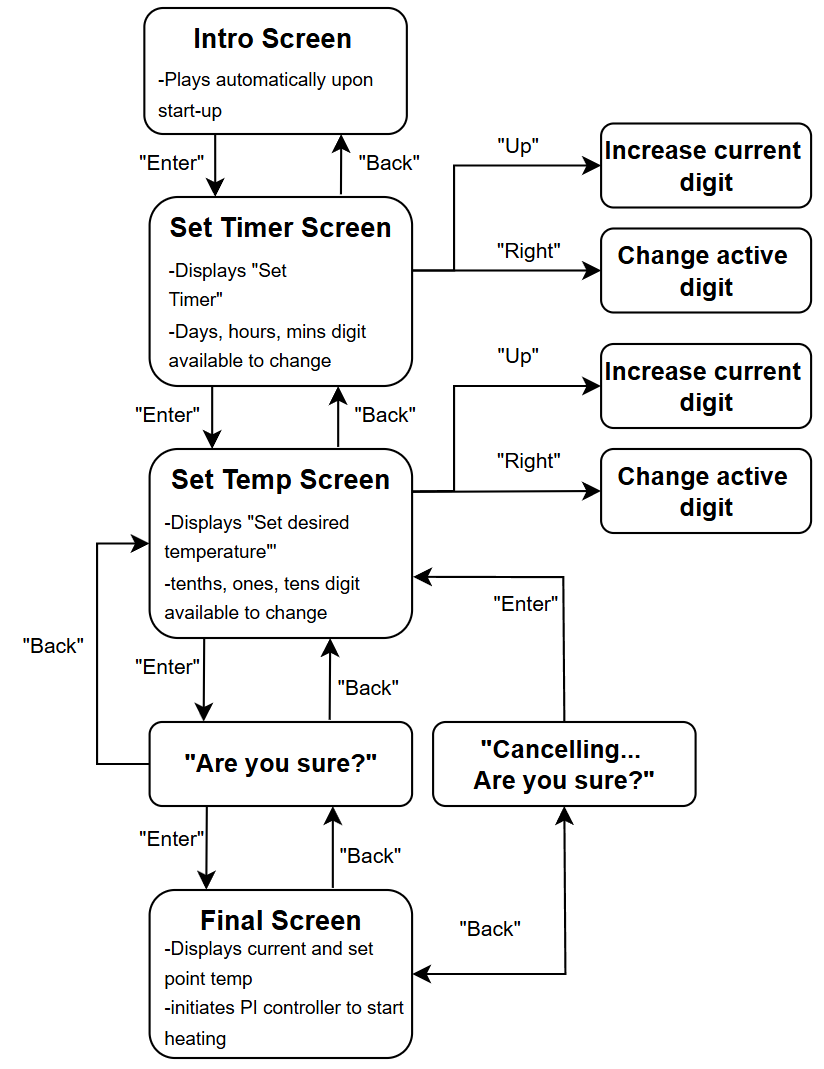 Intro Screen
-Plays automatically upon
start-up
"Enter"
"Back"
"Up"
Increase current
digit
Set Timer Screen
-Displays "Set
Timer"
-Days, hours, mins digit
available to change
"Right"
Change active
digit
"Up"
Increase current
digit
"Enter"
"Back"
Set Temp Screen
-Displays "Set desired
temperature"'
-tenths, ones, tens digit
available to change
"Right"
Change active
digit
"Enter"
"Back"
"Enter"
"Back"
"Are you sure?"
"Cancelling...
Are you sure?"
"Enter"
"Back"
Final Screen
-Displays current and set
point temp
-initiates PI controller to start
heating
"Back"